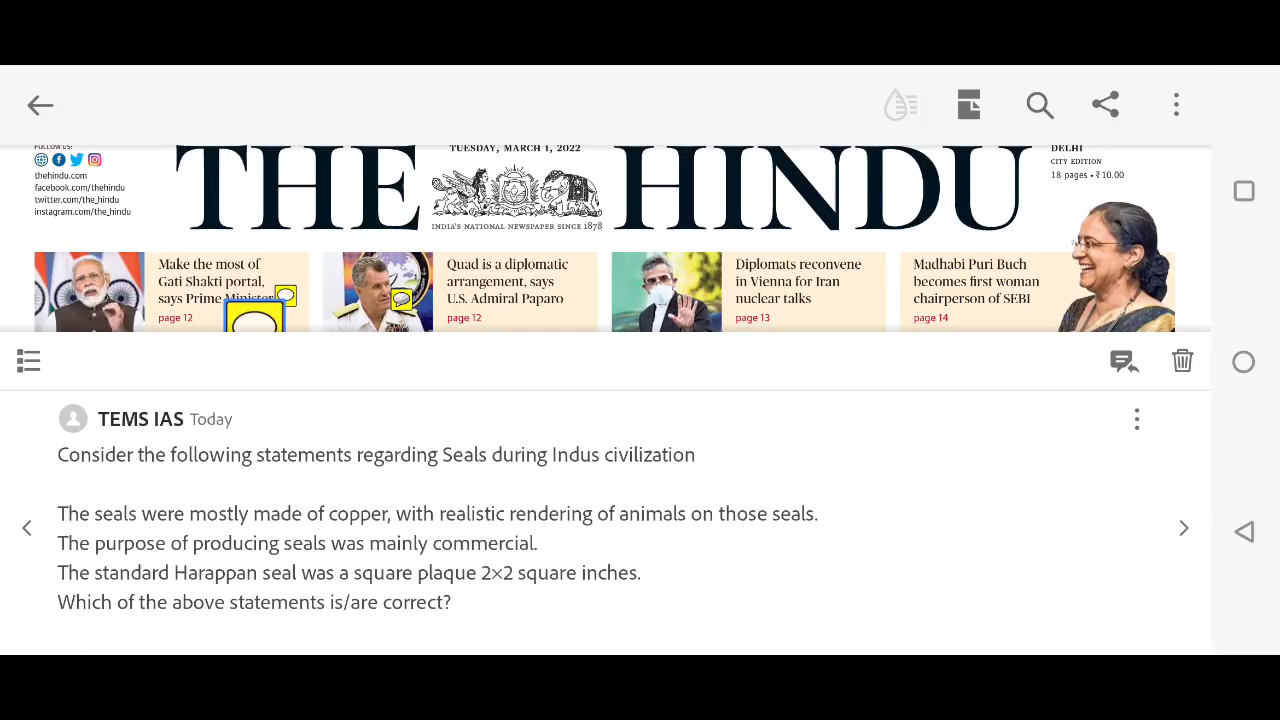 FOLLOW US:
thehindu.com
facebook.com/thehindu
twitter.com/the_hindu
instagram.com/the_hindu
TUESDAY, MARCH 1, 2022
THE HINDU
INDIA'S NATIONAL NEWSPAPER SINCE 1878
DELHI
CITY EDITION
18 pages • ₹10.00
Make the most of
Gati Shakti portal,
says Prime Minister
page 12
Quad is a diplomatic
arrangement, says
U.S. Admiral Paparo
page 12
Diplomats reconvene
in Vienna for Iran
nuclear talks
page 13
Madhabi Puri Buch
becomes first woman
chairperson of SEBI
page 14
TEMS IAS Today
Consider the following statements regarding Seals during Indus civilization
The seals were mostly made of copper, with realistic rendering of animals on those seals.
The purpose of producing seals was mainly commercial.
The standard Harappan seal was a square plaque 2×2 square inches.
Which of the above statements is/are correct?